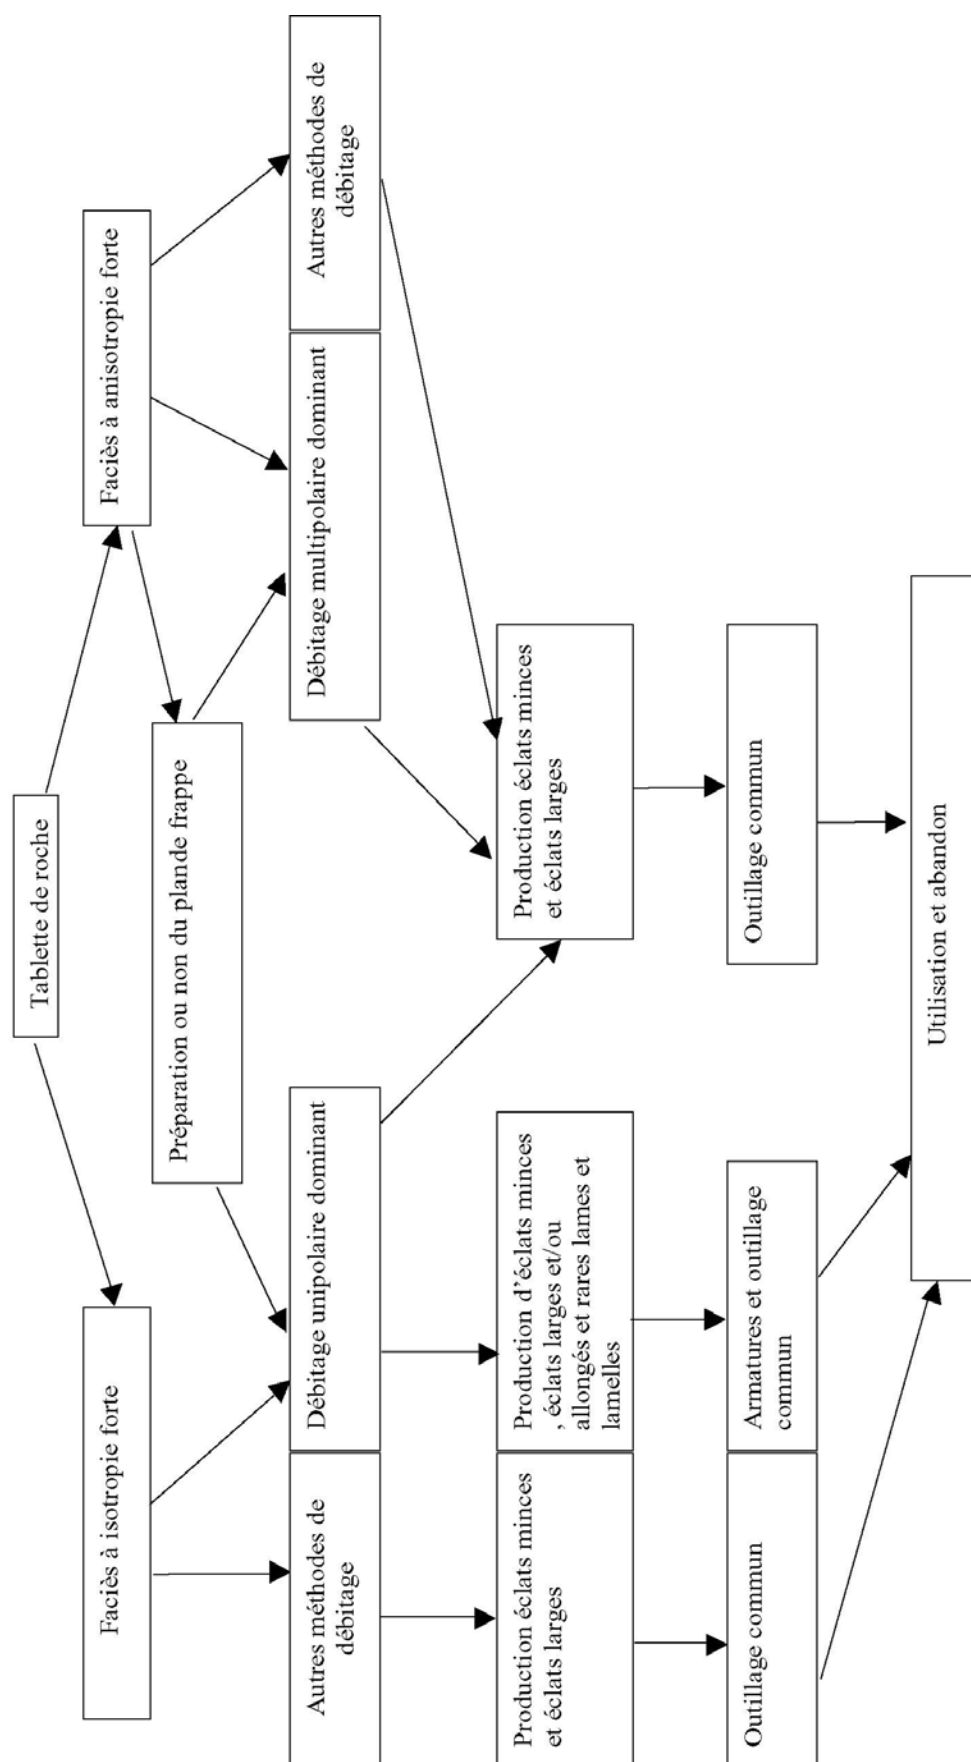 Tablette de roche
Faciès à isotropie forte
Faciès à anisotropie forte
Préparation ou non du plande frappe
Autres méthodes de
débitage
Débitage unipolaire dominant
Débitage multipolaire dominant
Autres méthodes de
débitage
Production éclats minces
et éclats larges
Production d'éclats minces
, éclats larges et/ou
allongés et rares lames et
lamelles
Production éclats minces
et éclats larges
Outillage commun
Armatures et outillage
commun
Outillage commun
Utilisation et abandon